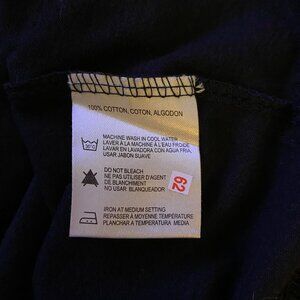 100% COTTON, COTON, ALGODON
MACHINE WASH IN COOL WATER
LAVER À LA MACHINE À L'EAU FROIDE
LAVAR EN LAVADORA CON AGUA FRIA,
USAR JABON SUAVE
DO NOT BLEACH
NE PAS UTILISER D'AGENT
DE BLANCHIMENT
NO USAR BLANQUEADOR
62
IRON AT MEDIUM SETTING
REPASSER À MOYENNE TEMPÉRATURE
PLANCHAR A TEMPERATURA MEDIA